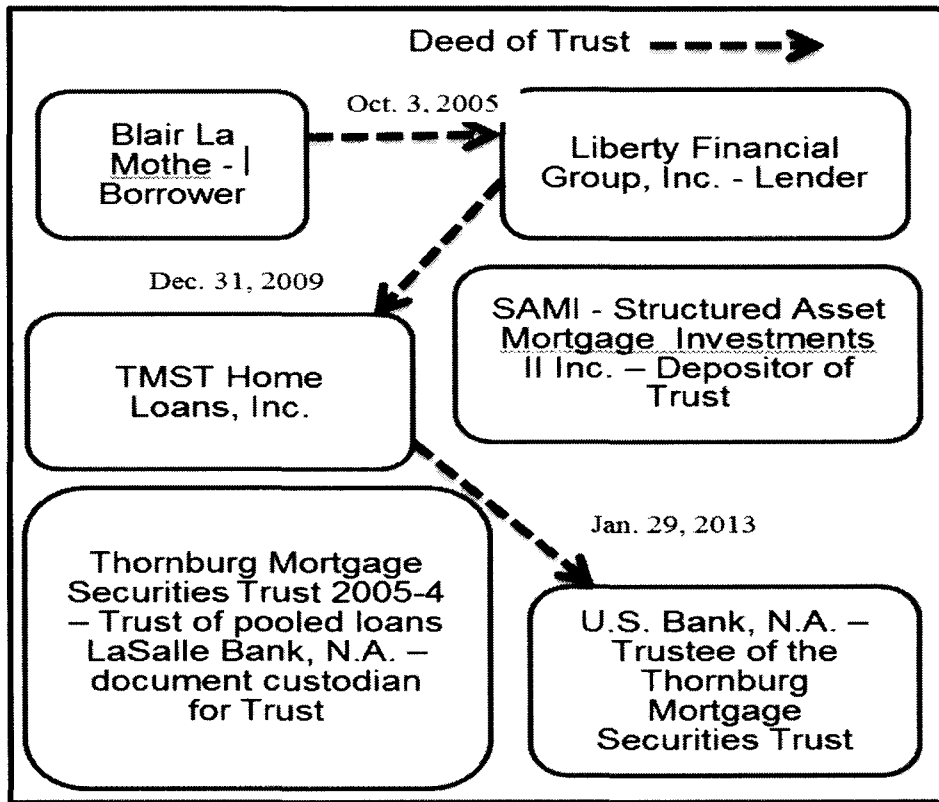 Deed of Trust
Oct. 3, 2005
Blair La
Mothe - |
Borrower
Liberty Financial
Group, Inc. - Lender
Dec. 31, 2009
SAMI - Structured Asset
Mortgage Investments
II Inc. – Depositor of
Trust
TMST Home
Loans, Inc.
Jan. 29, 2013
Thornburg Mortgage
Securities Trust 2005-4
– Trust of pooled loans
LaSalle Bank, N.A. –
document custodian
for Trust
U.S. Bank, N.A. –
Trustee of the
Thornburg
Mortgage
Securities Trust